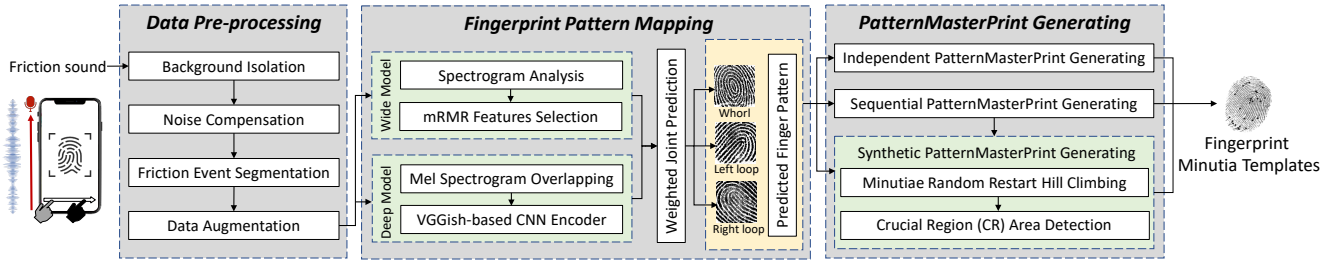 Data Pre-processing
Friction sound
Background Isolation
Noise Compensation
Friction Event Segmentation
Data Augmentation
Fingerprint Pattern Mapping
Wide Model
Spectrogram Analysis
mRMR Features Selection
Deep Model
Mel Spectrogram Overlapping
VGGish-based CNN Encoder
Weighted Joint Prediction
Whorl
Left loop
Right loop
Predicted Finger Pattern
PatternMasterPrint Generating
Independent PatternMasterPrint Generating
Sequential PatternMasterPrint Generating
Synthetic PatternMasterPrint Generating
Minutiae Random Restart Hill Climbing
Crucial Region (CR) Area Detection
Fingerprint
Minutia Templates